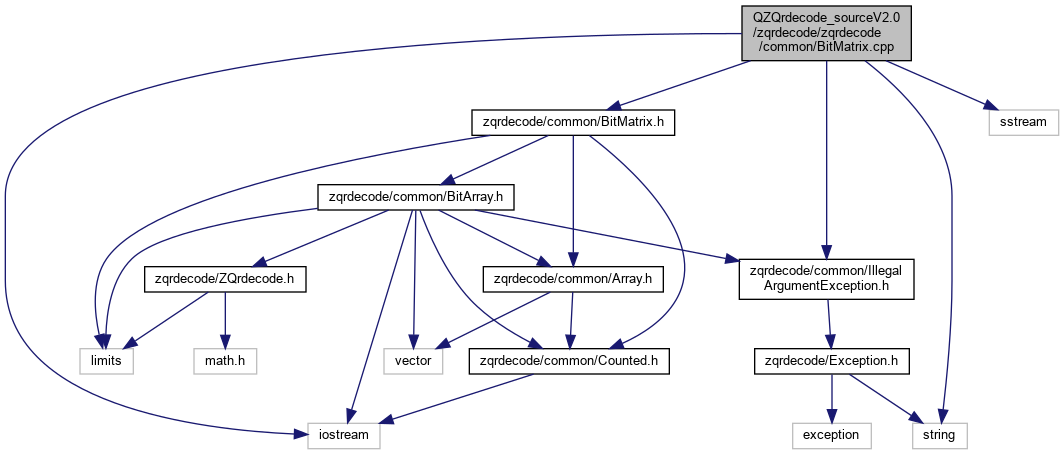 QZQrdecode_sourceV2.0
/zqrdecode/zqrdecode
/common/BitMatrix.cpp
zqrdecode/common/BitMatrix.h
sstream
zqrdecode/common/BitArray.h
zqrdecode/ZQrdecode.h
zqrdecode/common/Array.h
zqrdecode/common/Illegal
ArgumentException.h
limits
math.h
vector
zqrdecode/common/Counted.h
zqrdecode/Exception.h
iostream
exception
string